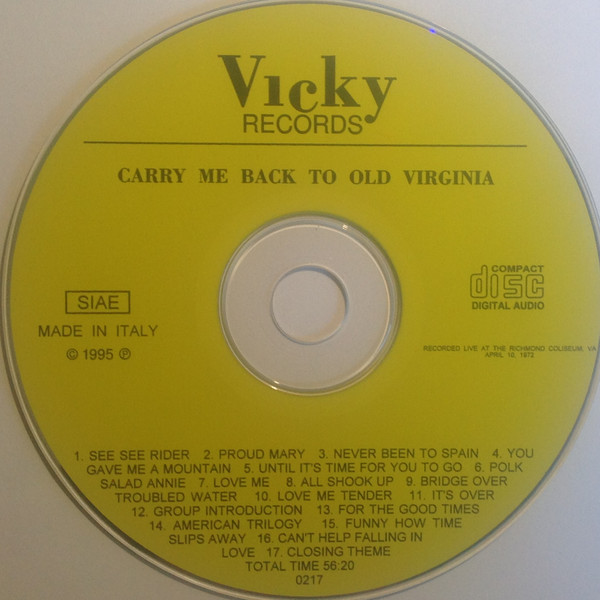 Vicky
RECORDS
CARRY ME BACK TO OLD VIRGINIA
SIAE
MADE IN ITALY
© 1995 ℗
COMPACT
disc
DIGITAL AUDIO
RECORDED LIVE AT THE RICHMOND COLISEUM, VA
APRIL 10, 1972
1. SEE SEE RIDER 2. PROUD MARY 3. NEVER BEEN TO SPAIN 4. YOU
GAVE ME A MOUNTAIN 5. UNTIL IT'S TIME FOR YOU TO GO 6. POLK
SALAD ANNIE 7. LOVE ME 8. ALL SHOOK UP 9. BRIDGE OVER
TROUBLED WATER 10. LOVE ME TENDER 11. IT'S OVER
12. GROUP INTRODUCTION 13. FOR THE GOOD TIMES
14. AMERICAN TRILOGY 15. FUNNY HOW TIME
SLIPS AWAY 16. CAN'T HELP FALLING IN
LOVE 17. CLOSING THEME
TOTAL TIME 56:20
0217